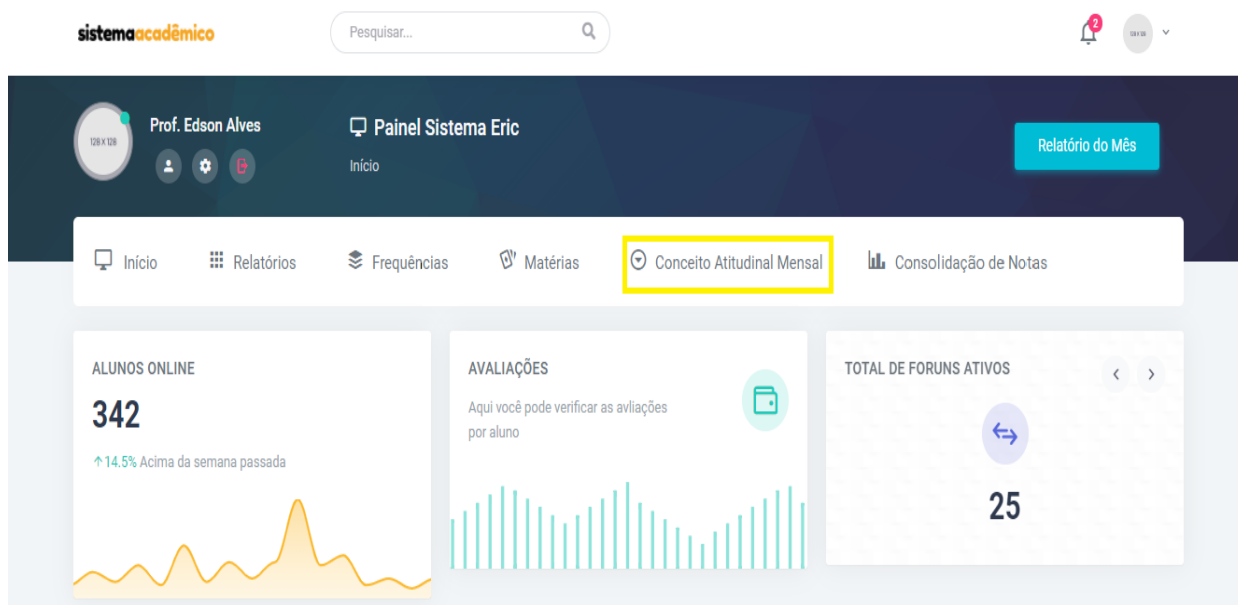 sistemaacadêmico
Pesquisar...
2
128 X 128
Prof. Edson Alves
Painel Sistema Eric
Início
Relatório do Mês
Início
Relatórios
Frequências
Matérias
Conceito Atitudinal Mensal
Consolidação de Notas
ALUNOS ONLINE
342
14.5% Acima da semana passada
AVALIAÇÕES
Aqui você pode verificar as avliações
por aluno
TOTAL DE FORUNS ATIVOS
25